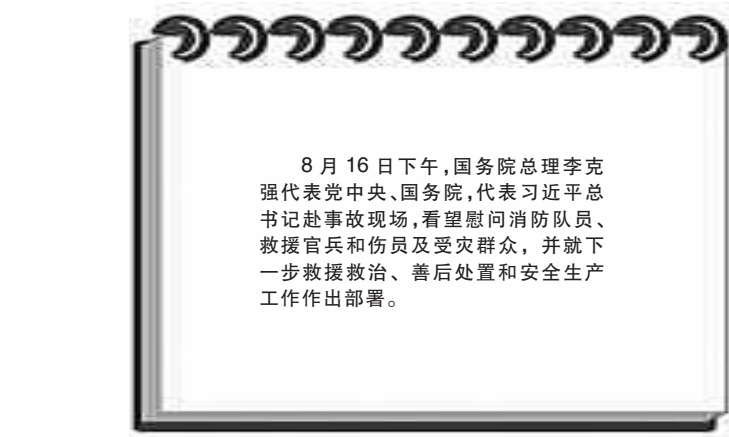 8 月 16 日下午,国务院总理李克
强代表党中央、国务院,代表习近平总
书记赴事故现场,看望慰问消防队员、
救援官兵和伤员及受灾群众，并就下
一步救援救治、善后处置和安全生产
工作作出部署。